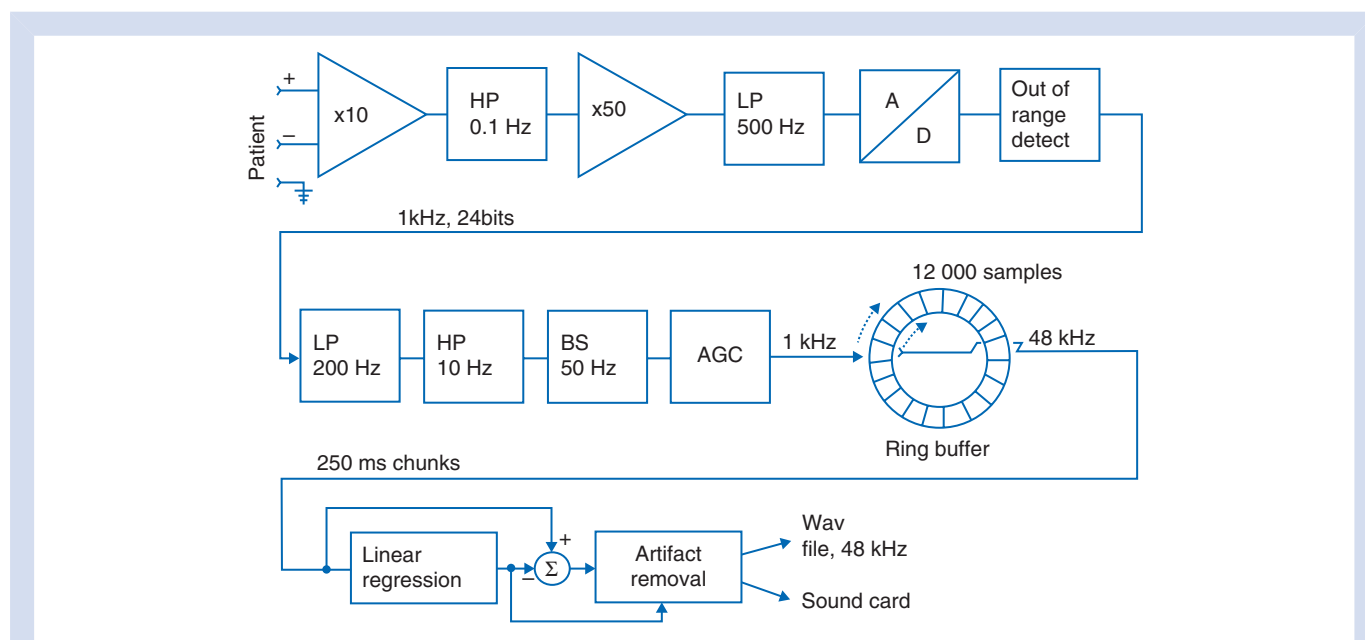 +
−
Patient
x10
HP
0.1 Hz
x50
LP
500 Hz
A
D
Out of
range
detect
1kHz, 24bits
LP
200 Hz
HP
10 Hz
BS
50 Hz
AGC
1 kHz
12 000 samples
48 kHz
Ring buffer
250 ms chunks
Linear
regression
+
−
Σ
Artifact
removal
Wav
file, 48 kHz
Sound card